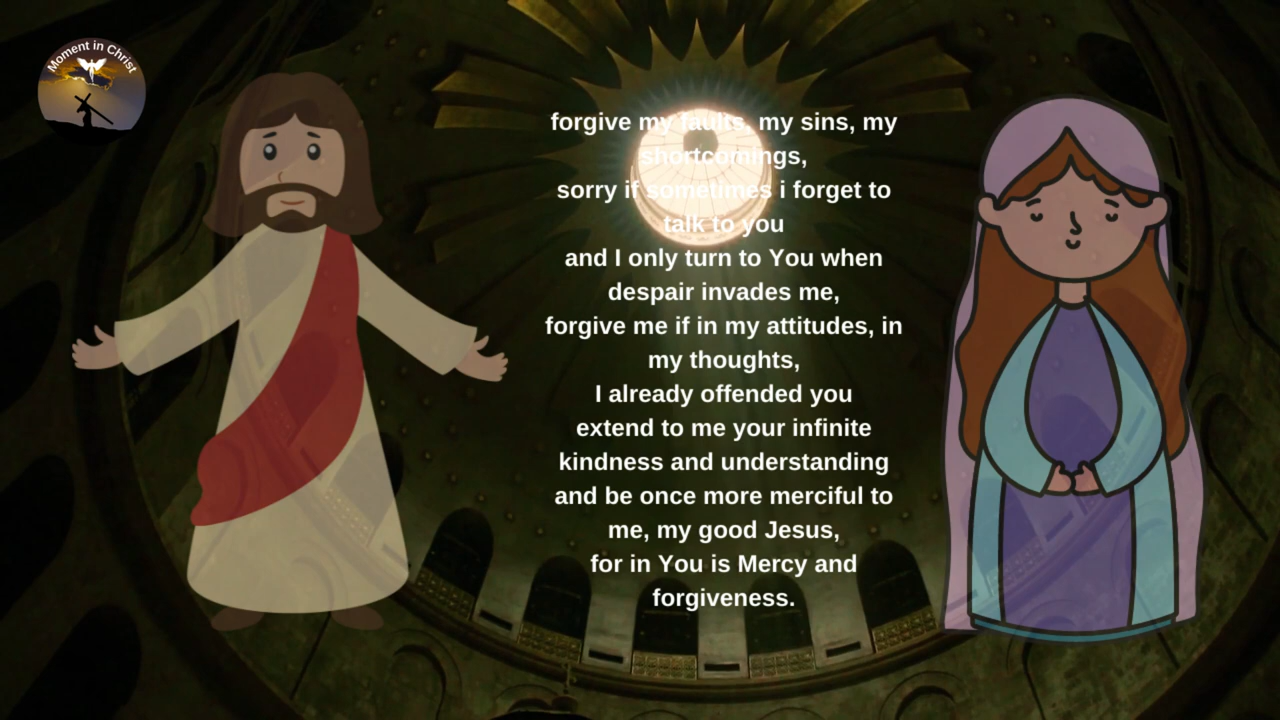 Moment in Christ
forgive my faults, my sins, my
shortcomings,
sorry if sometimes i forget to
talk to you
and I only turn to You when
despair invades me,
forgive me if in my attitudes, in
my thoughts,
I already offended you
extend to me your infinite
kindness and understanding
and be once more merciful to
me, my good Jesus,
for in You is Mercy and
forgiveness.